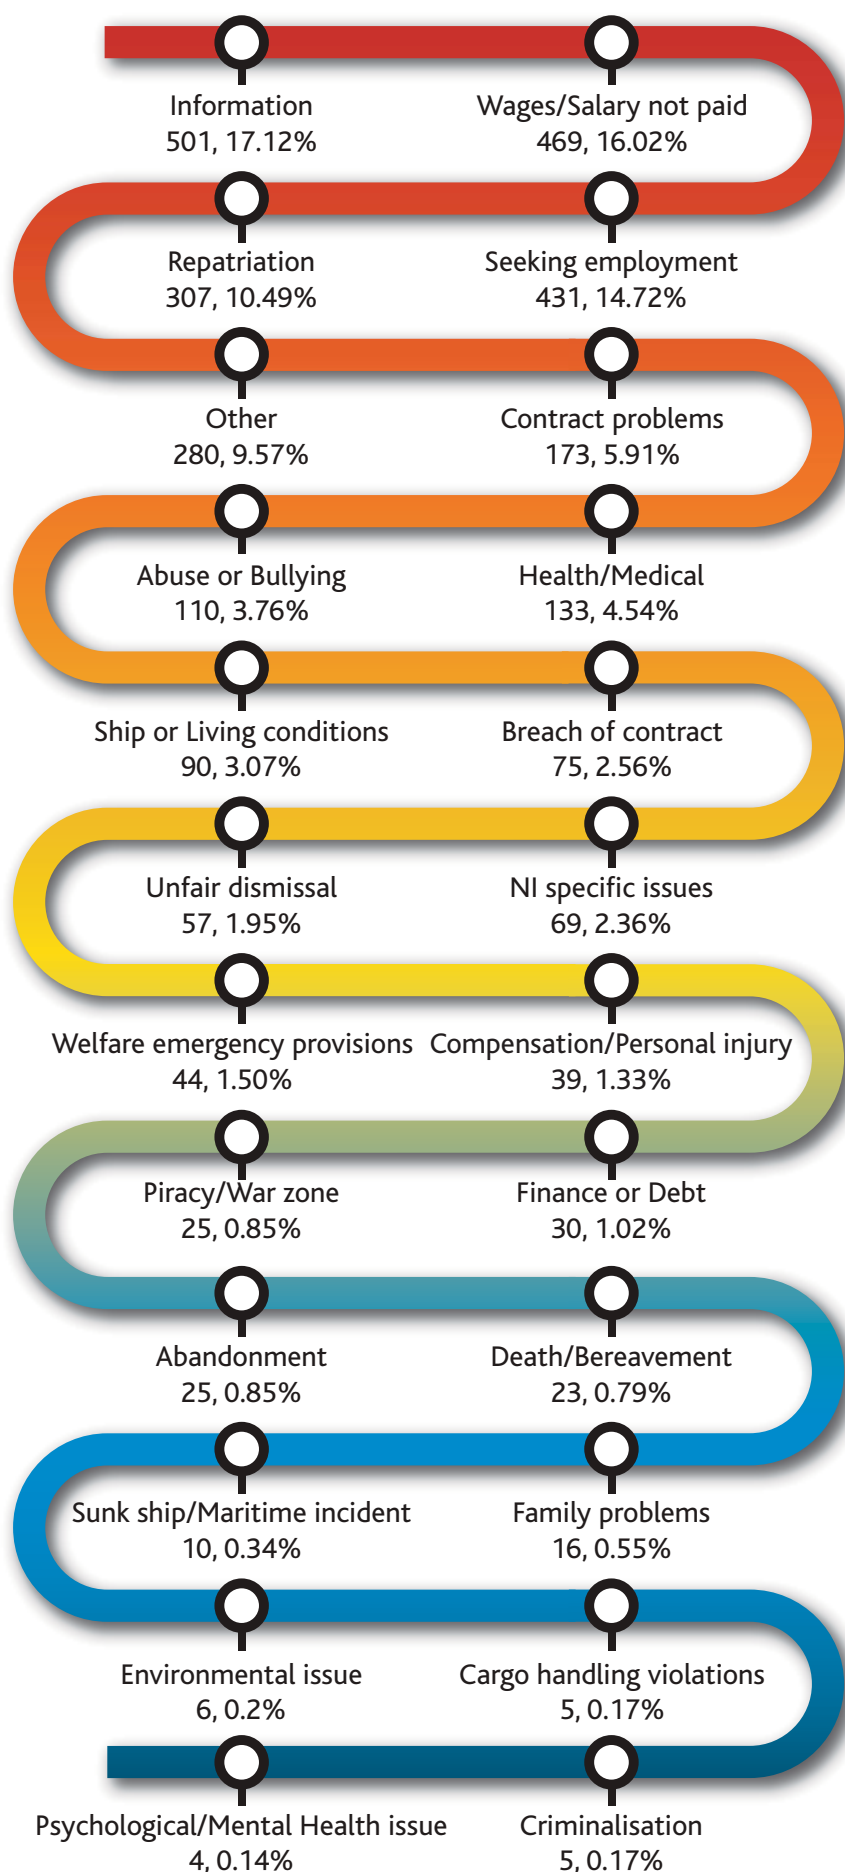 Information
501, 17.12%
Wages/Salary not paid
469, 16.02%
Repatriation
307, 10.49%
Seeking employment
431, 14.72%
Other
280, 9.57%
Contract problems
173, 5.91%
Abuse or Bullying
110, 3.76%
Health/Medical
133, 4.54%
Ship or Living conditions
90, 3.07%
Breach of contract
75, 2.56%
Unfair dismissal
57, 1.95%
NI specific issues
69, 2.36%
Welfare emergency provisions
44, 1.50%
Compensation/Personal injury
39, 1.33%
Piracy/War zone
25, 0.85%
Finance or Debt
30, 1.02%
Abandonment
25, 0.85%
Death/Bereavement
23, 0.79%
Sunk ship/Maritime incident
10, 0.34%
Family problems
16, 0.55%
Environmental issue
6, 0.2%
Cargo handling violations
5, 0.17%
Psychological/Mental Health issue
4, 0.14%
Criminalisation
5, 0.17%